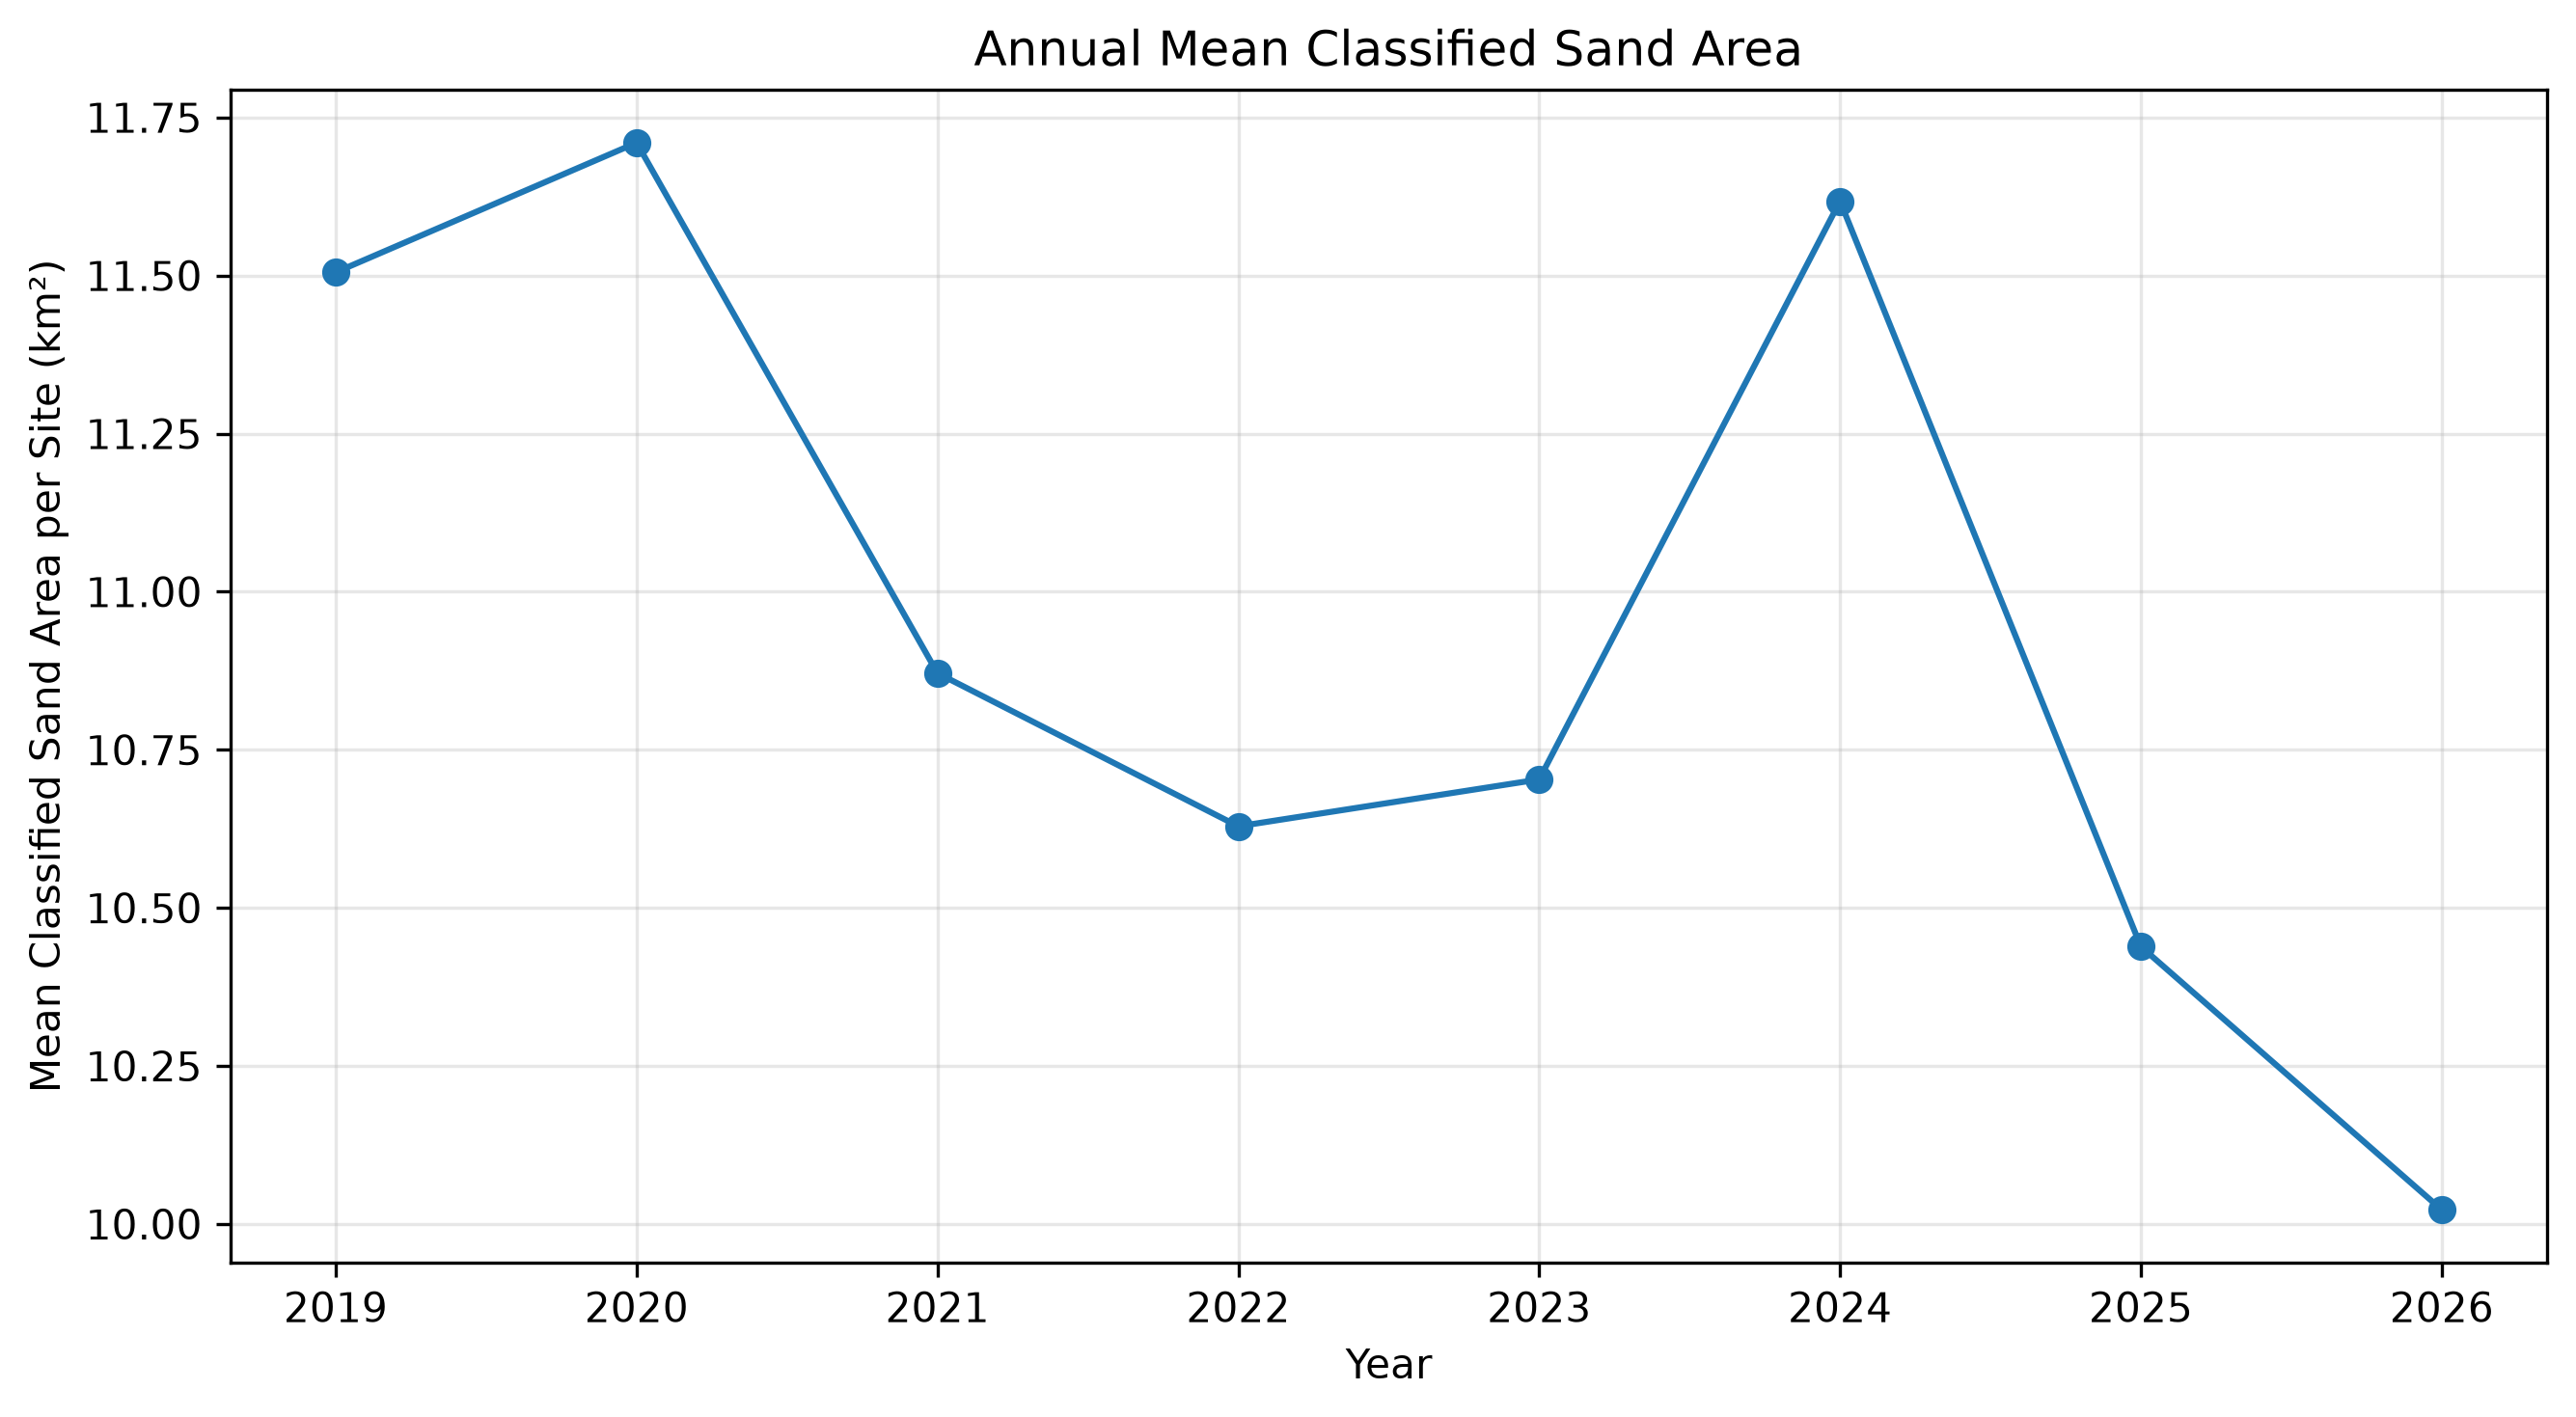 Annual Mean Classified Sand Area
Mean Classified Sand Area per Site (km²)
11.75
11.50
11.25
11.00
10.75
10.50
10.25
10.00
2019 2020 2021 2022 2023 2024 2025 2026
Year